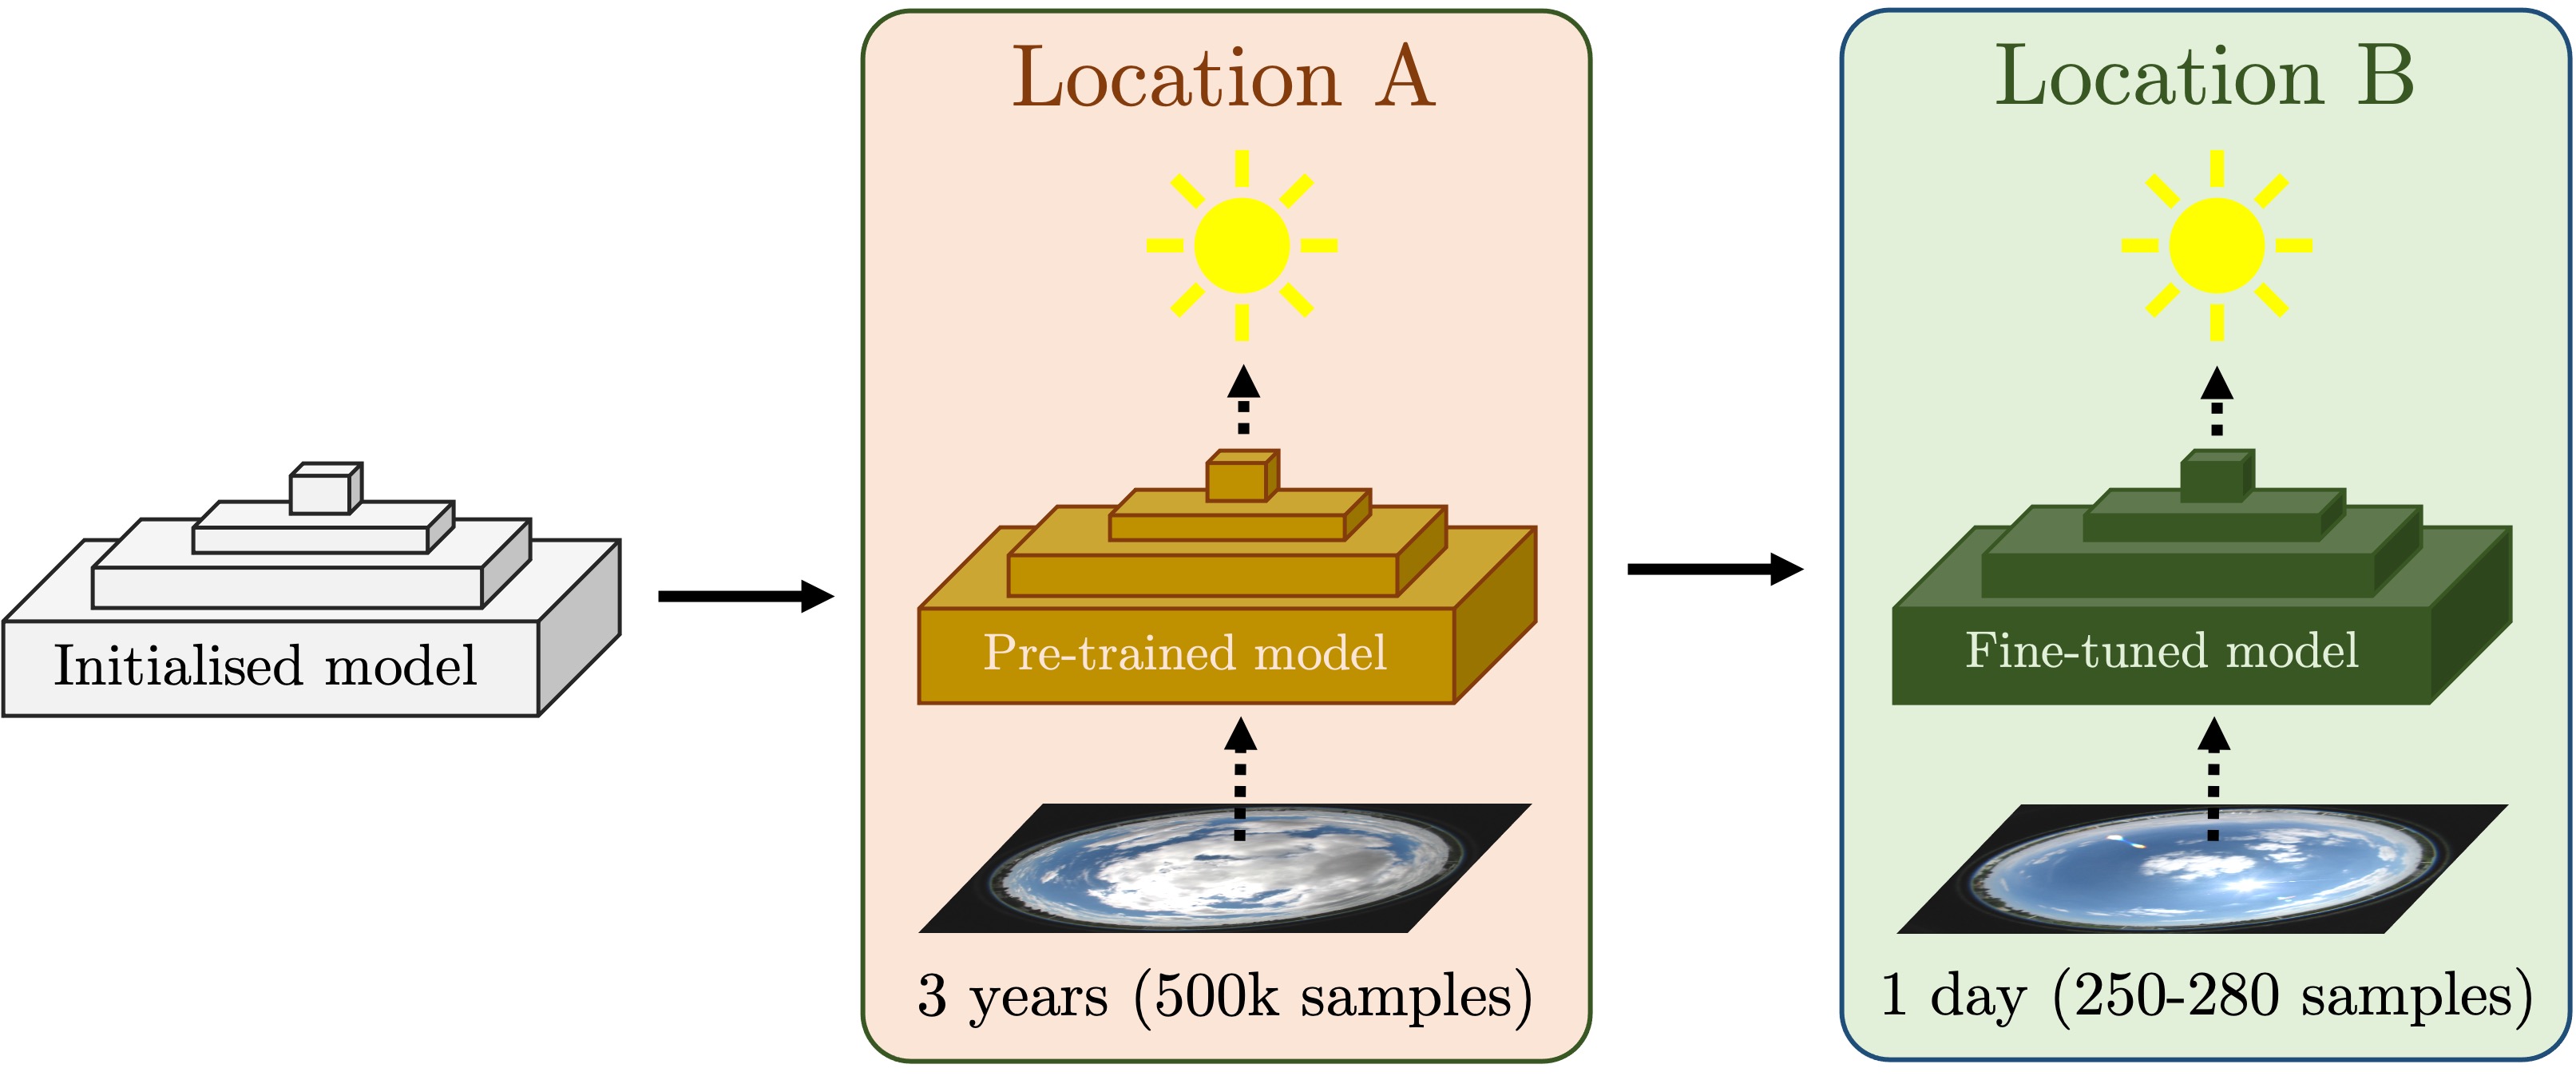 Initialised model
Location A
Pre-trained model
3 years (500k samples)
Location B
Fine-tuned model
1 day (250-280 samples)